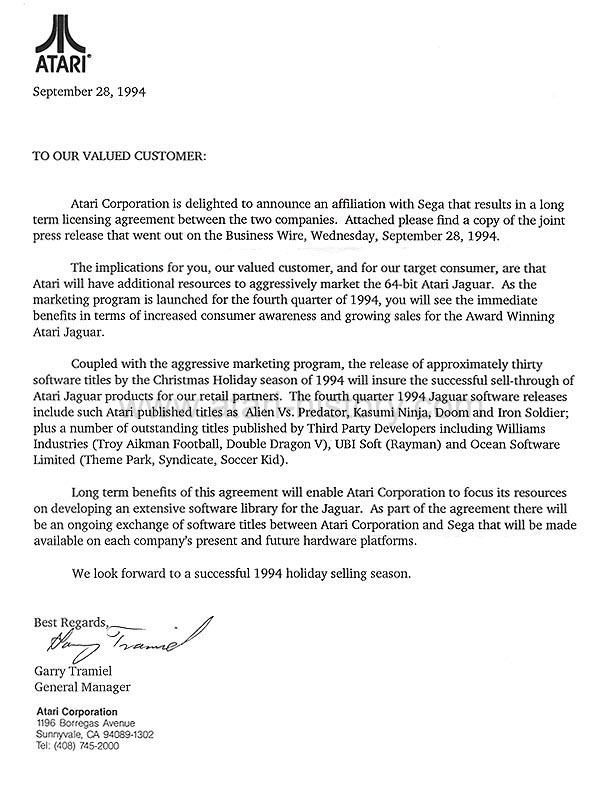 ATARI®
September 28, 1994
TO OUR VALUED CUSTOMER:
Atari Corporation is delighted to announce an affiliation with Sega that results in a long
term licensing agreement between the two companies. Attached please find a copy of the joint
press release that went out on the Business Wire, Wednesday, September 28, 1994.
The implications for you, our valued customer, and for our target consumer, are that
Atari will have additional resources to aggressively market the 64-bit Atari Jaguar. As the
marketing program is launched for the fourth quarter of 1994, you will see the immediate
benefits in terms of increased consumer awareness and growing sales for the Award Winning
Atari Jaguar.
Coupled with the aggressive marketing program, the release of approximately thirty
software titles by the Christmas Holiday season of 1994 will insure the successful sell-through of
Atari Jaguar products for our retail partners. The fourth quarter 1994 Jaguar software releases
include such Atari published titles as Alien Vs. Predator, Kasumi Ninja, Doom and Iron Soldier;
plus a number of outstanding titles published by Third Party Developers including Williams
Industries (Troy Aikman Football, Double Dragon V), UBI Soft (Rayman) and Ocean Software
Limited (Theme Park, Syndicate, Soccer Kid).
Long term benefits of this agreement will enable Atari Corporation to focus its resources
on developing an extensive software library for the Jaguar. As part of the agreement there will
be an ongoing exchange of software titles between Atari Corporation and Sega that will be made
available on each company's present and future hardware platforms.
We look forward to a successful 1994 holiday selling season.
Best Regards,
Garry Tramiel
Garry Tramiel
General Manager
Atari Corporation
1196 Borregas Avenue
Sunnyvale, CA 94089-1302
Tel: (408) 745-2000